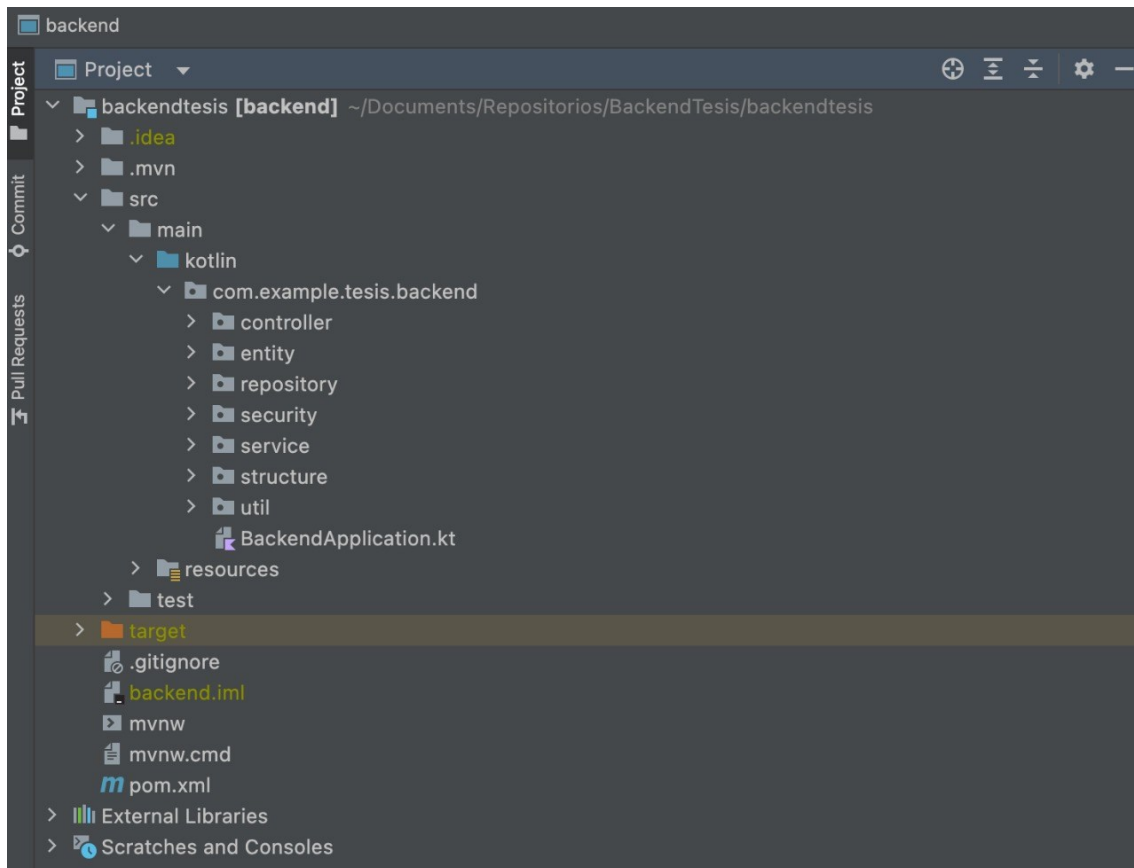 backend
Project
Project
Commit
Pull Requests
backendtesis [backend] ~/Documents/Repositorios/BackendTesis/backendtesis
.idea
.mvn
src
main
kotlin
com.example.tesis.backend
controller
entity
repository
security
service
structure
util
BackendApplication.kt
resources
test
target
.gitignore
backend.iml
mvnw
mvnw.cmd
m pom.xml
External Libraries
Scratches and Consoles